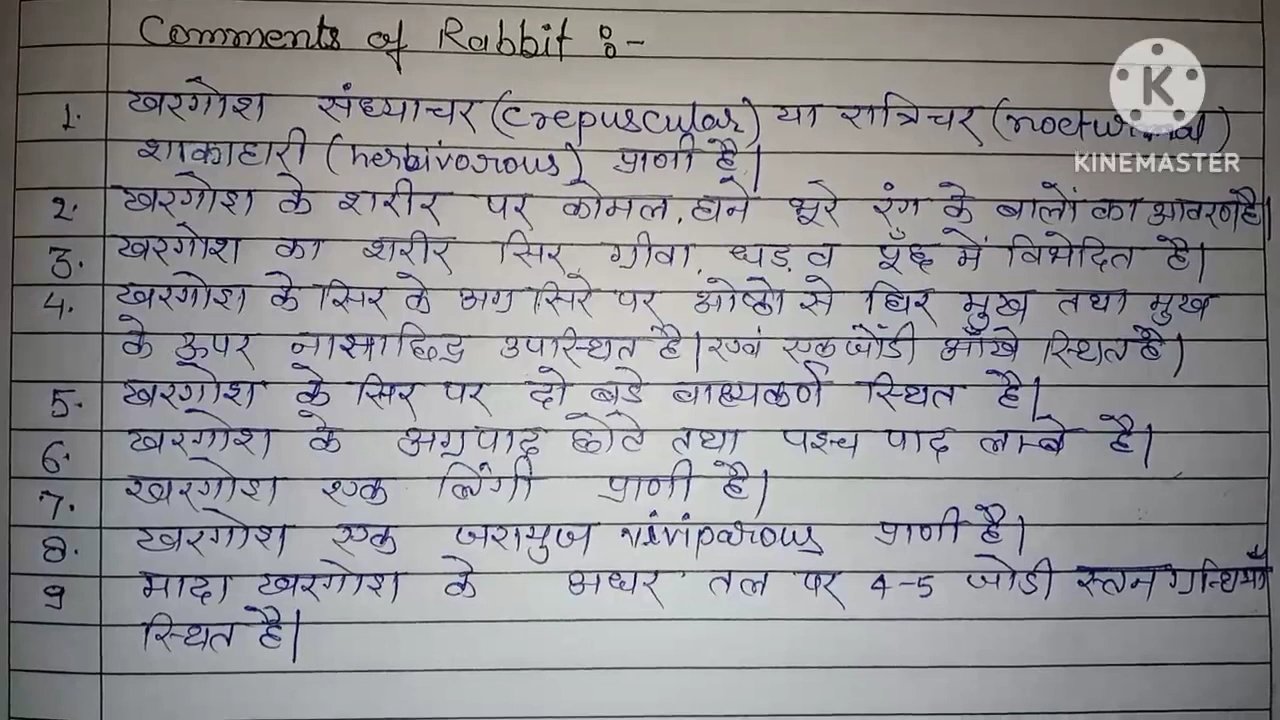 Comments of Rabbit :-
1. खरगोश संध्याचर (crepuscular) या रात्रिचर (nocturnal)
शाकाहारी (herbivorous) प्राणी है।
2. खरगोश के शरीर पर कोमल, घने भूरे रंग के बालों का आवरण है।
3. खरगोश का शरीर सिर, ग्रीवा, धड़ व पूँछ में विभेदित है।
4. खरगोश के सिर के अग्र सिरे पर ओष्ठो से घिर मुख तथा मुख
के ऊपर नासाछिद्र उपस्थित है। एवं एक जोंडी आँखे स्थित है।
5. खरगोश के सिर पर दो बडे बाह्यकर्ण स्थित है।
6. खरगोश के अग्रपाद छोटे तथा पश्च पाद लम्बे है।
7. खरगोश एक लिंगी प्राणी है।
8. खरगोश एक जरायुज viviparous प्राणी है।
9 मादा खरगोश के अधर तल पर 4-5 जोडी स्तन ग्रन्थियाँ
स्थित है।
K
KINEMASTER